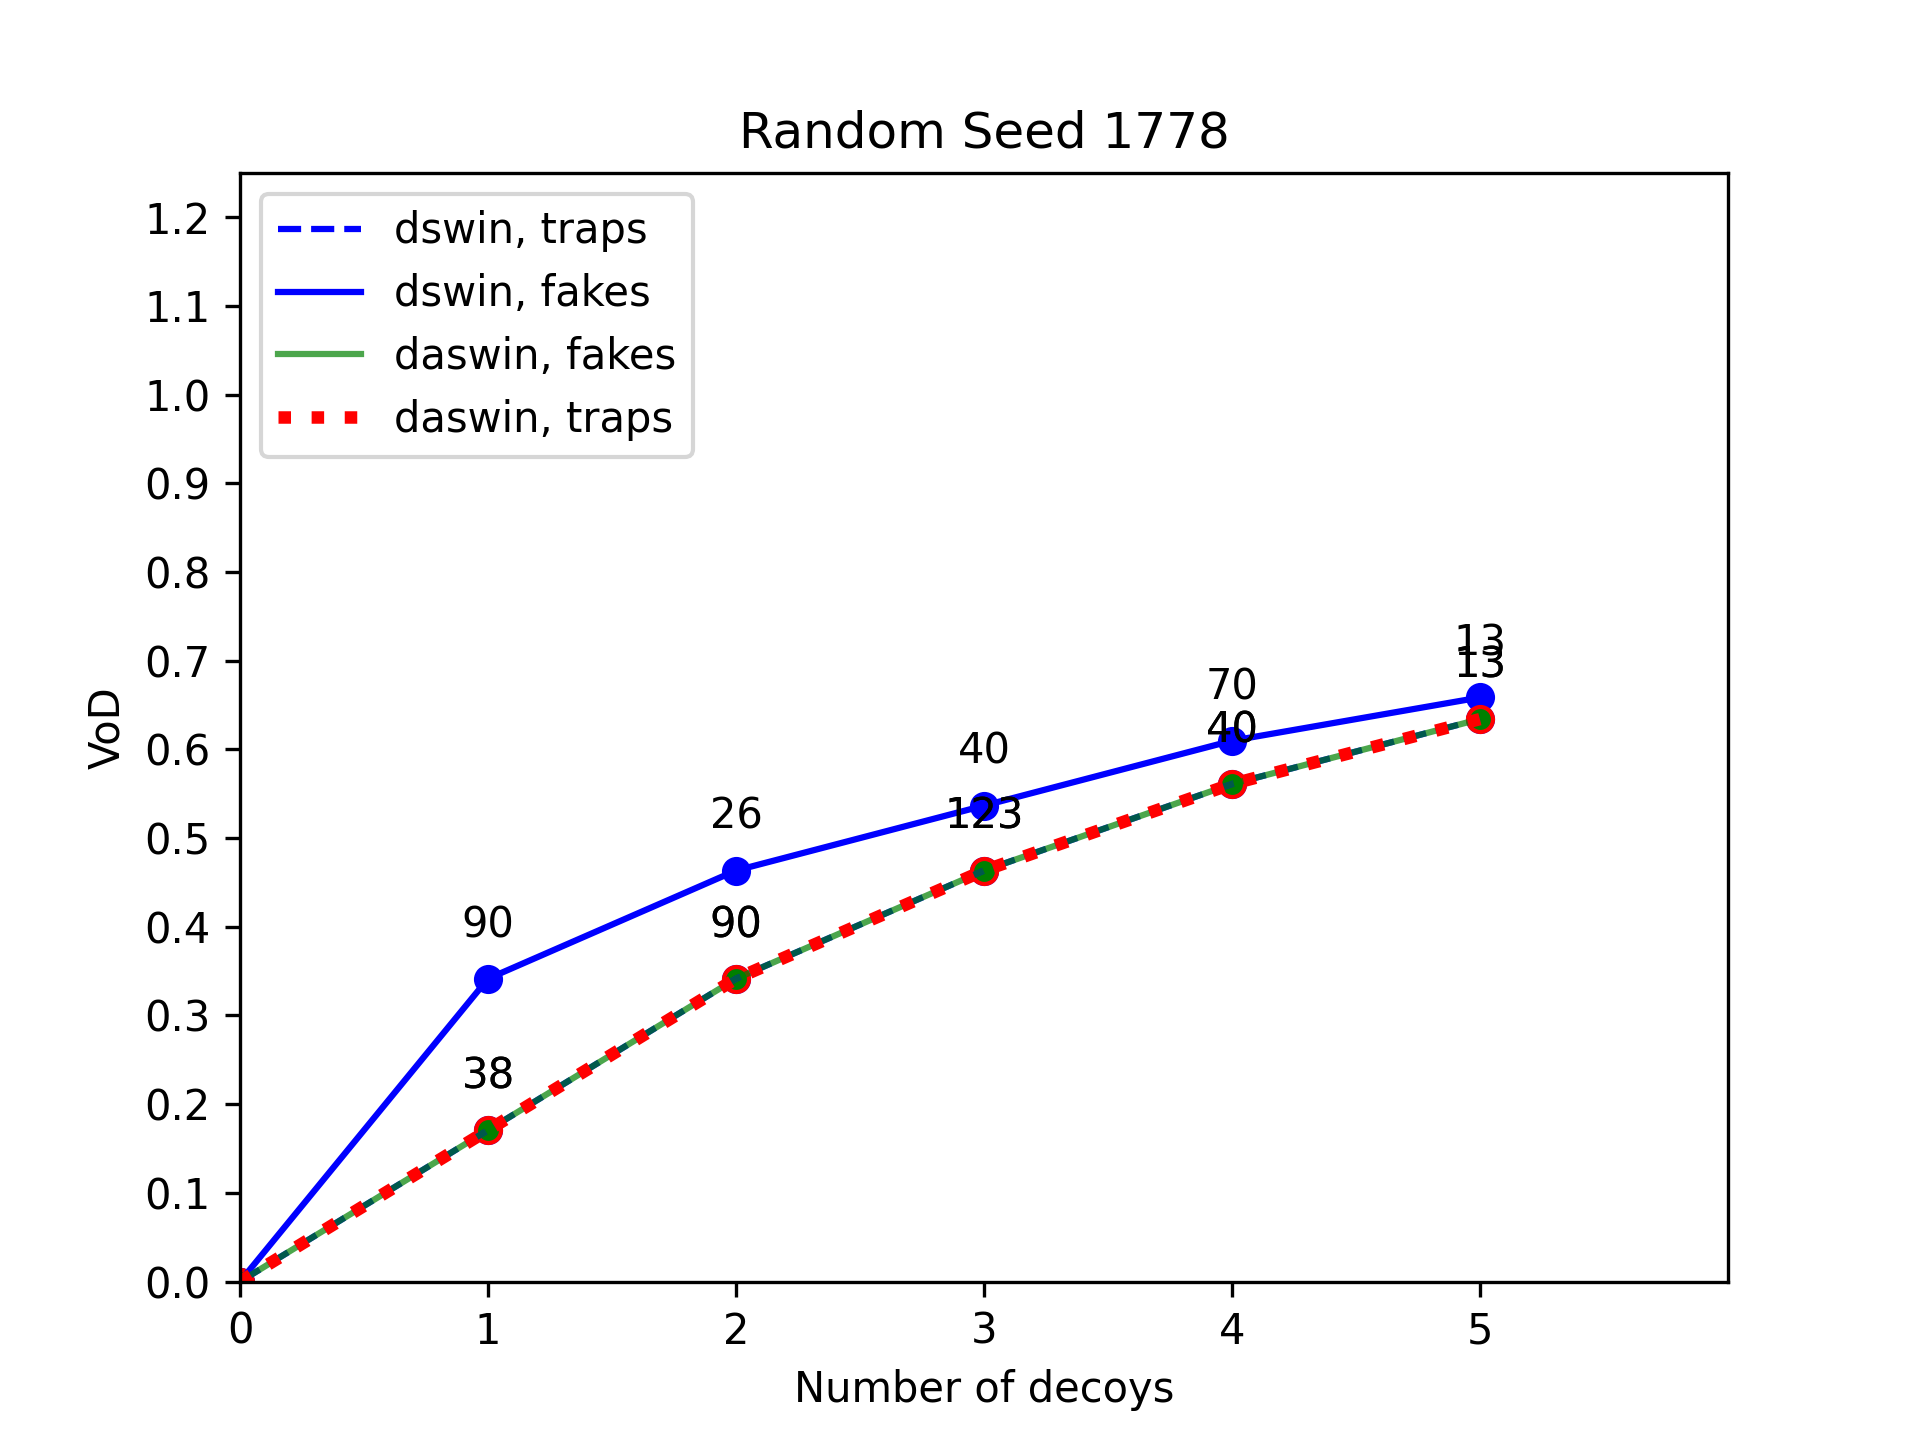 Random Seed 1778
dswin, traps
dswin, fakes
daswin, fakes
daswin, traps
1.2
1.1
1.0
0.9
0.8
0.7
0.6
0.5
0.4
0.3
0.2
0.1
0.0
VoD
90
38
26
90
40
123
70
40
13
13
0 1 2 3 4 5
Number of decoys